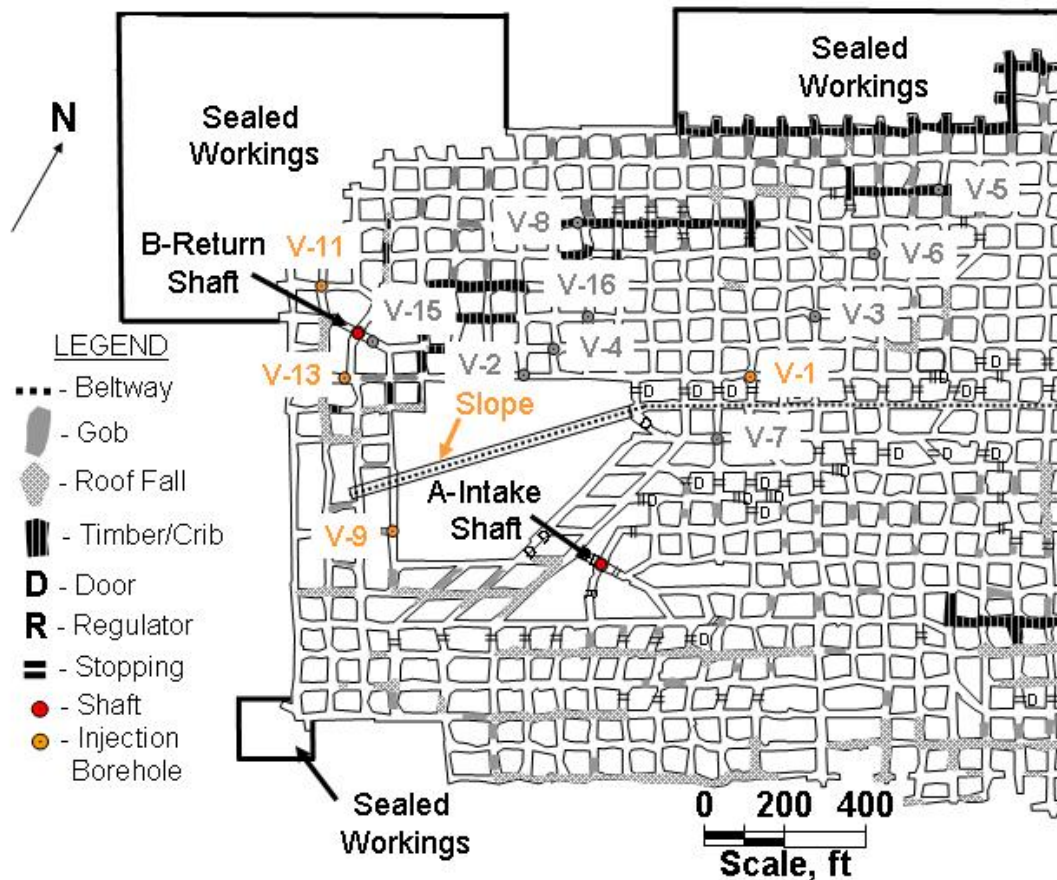 Sealed
Workings
Sealed
Workings
N
V-5
V-8
B-Return
Shaft
V-11
V-6
V-16
V-15
V-3
LEGEND
Beltway
Gob
Roof Fall
Timber/Crib
D - Door
R - Regulator
Stopping
Shaft
Injection
Borehole
V-13
V-2
V-4
V-1
D
D
D
D
Slope
D
V-7
A-Intake
Shaft
D
D
D
D
D
D
D
V-9
D
D
D
D
D
Sealed
Workings
0 200 400
Scale, ft